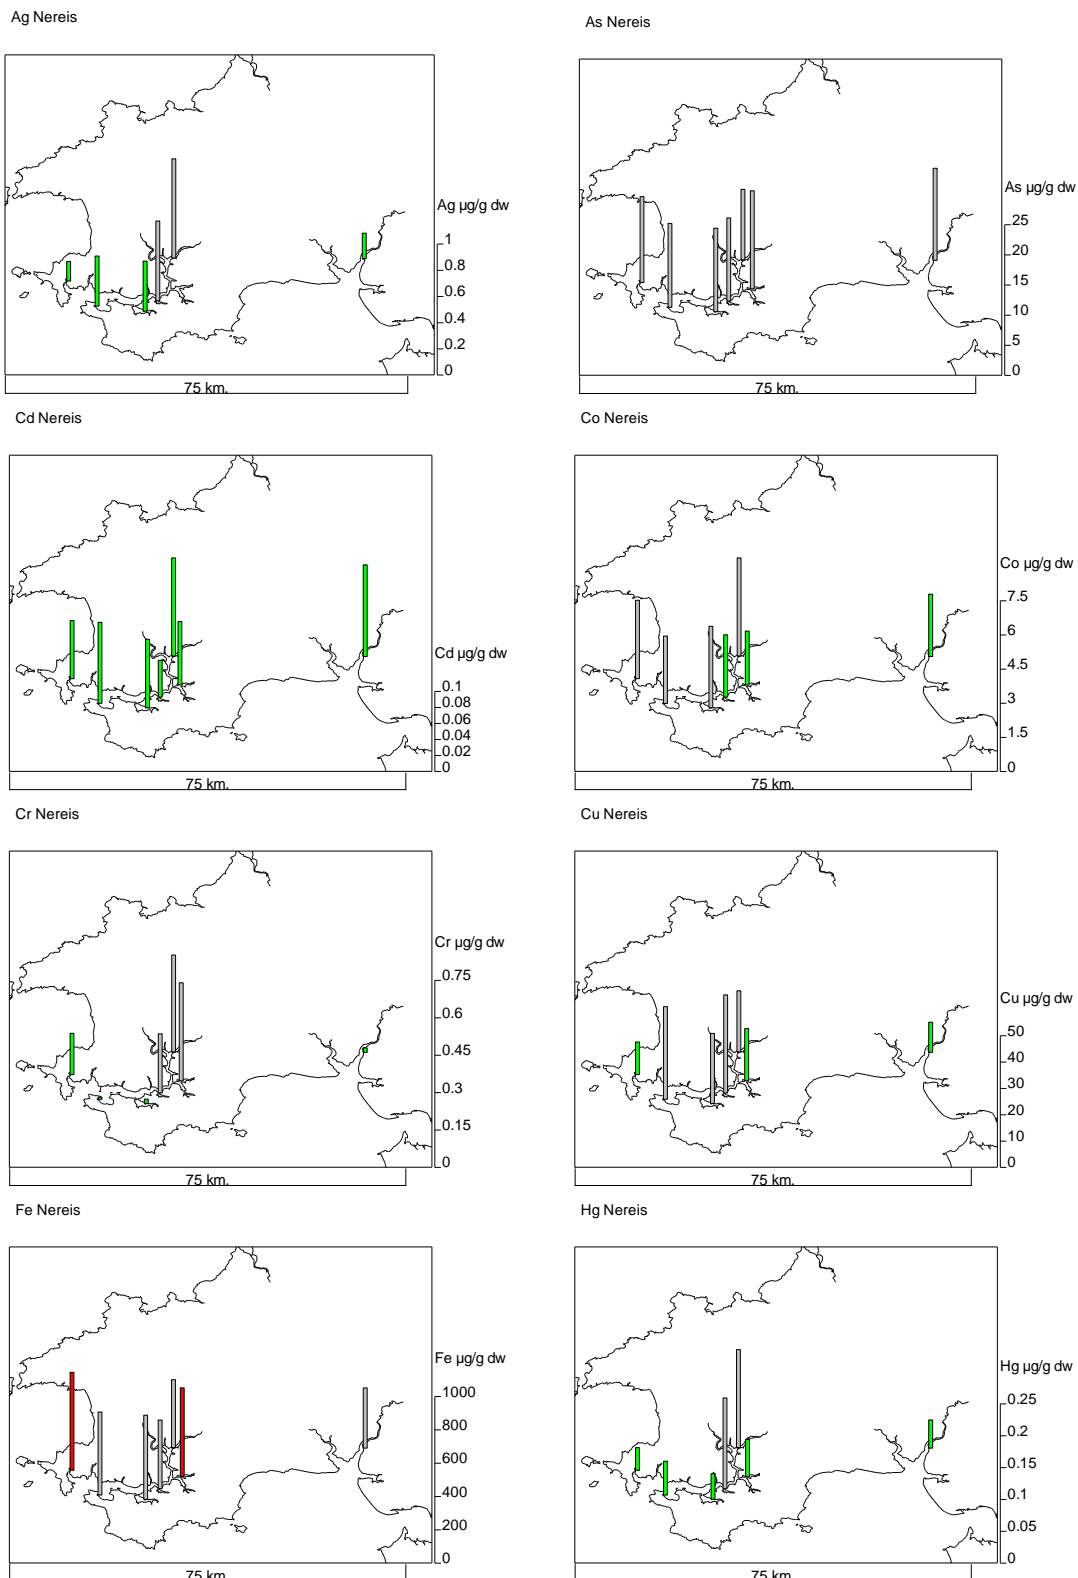 Ag Nereis
Ag µg/g dw
1
0.8
0.6
0.4
0.2
0
75 km.
As Nereis
As µg/g dw
25
20
15
10
5
0
75 km.
Cd Nereis
Cd µg/g dw
0.1
0.08
0.06
0.04
0.02
0
75 km.
Co Nereis
Co µg/g dw
7.5
6
4.5
3
1.5
0
75 km.
Cr Nereis
Cr µg/g dw
0.75
0.6
0.45
0.3
0.15
0
75 km.
Cu Nereis
Cu µg/g dw
50
40
30
20
10
0
75 km.
Fe Nereis
Fe µg/g dw
1000
800
600
400
200
0
75 km.
Hg Nereis
Hg µg/g dw
0.25
0.2
0.15
0.1
0.05
0
75 km.